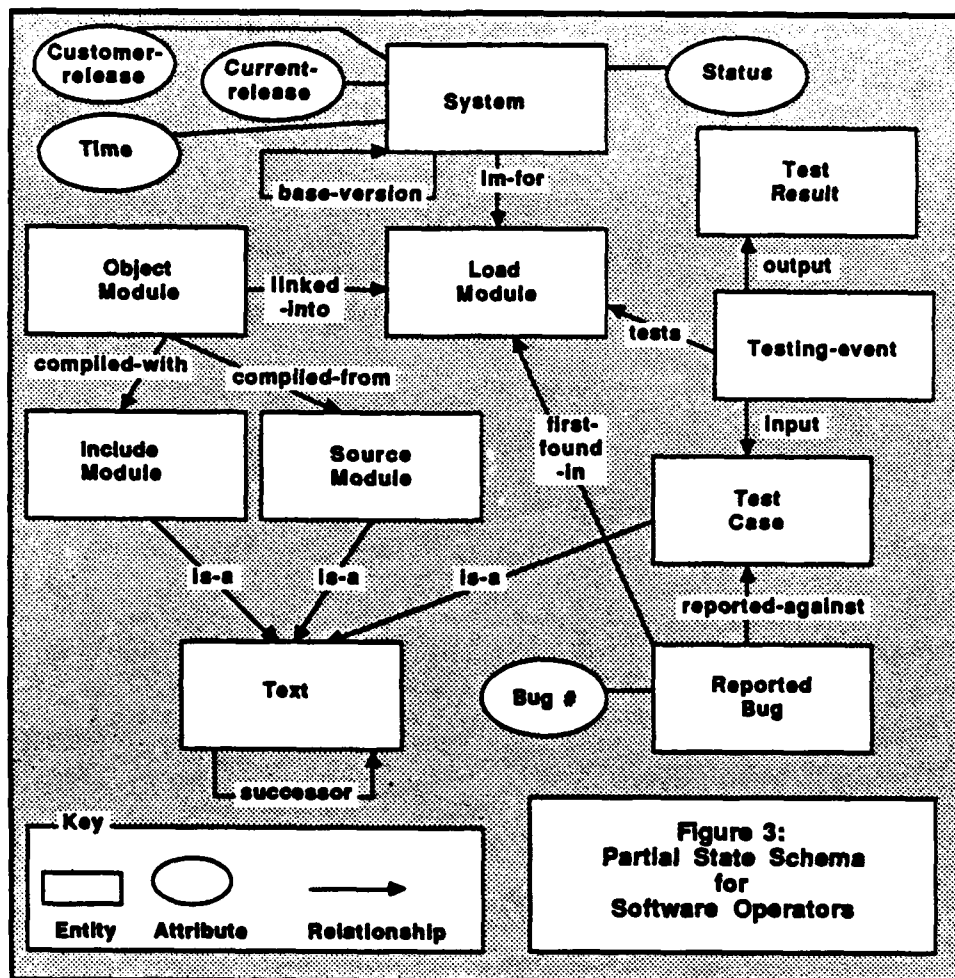 Customer-
release
Current-
release
System
Status
Time
base-version
lm-for
Test
Result
Object
Module
linked
-into
Load
Module
output
tests
Testing-event
compiled-with
compiled-from
first-
found
-in
input
Include
Module
Source
Module
Test
Case
is-a
is-a
is-a
reported-against
Text
Bug #
Reported
Bug
successor
Key
Entity
Attribute
Relationship
Figure 3:
Partial State Schema
for
Software Operators